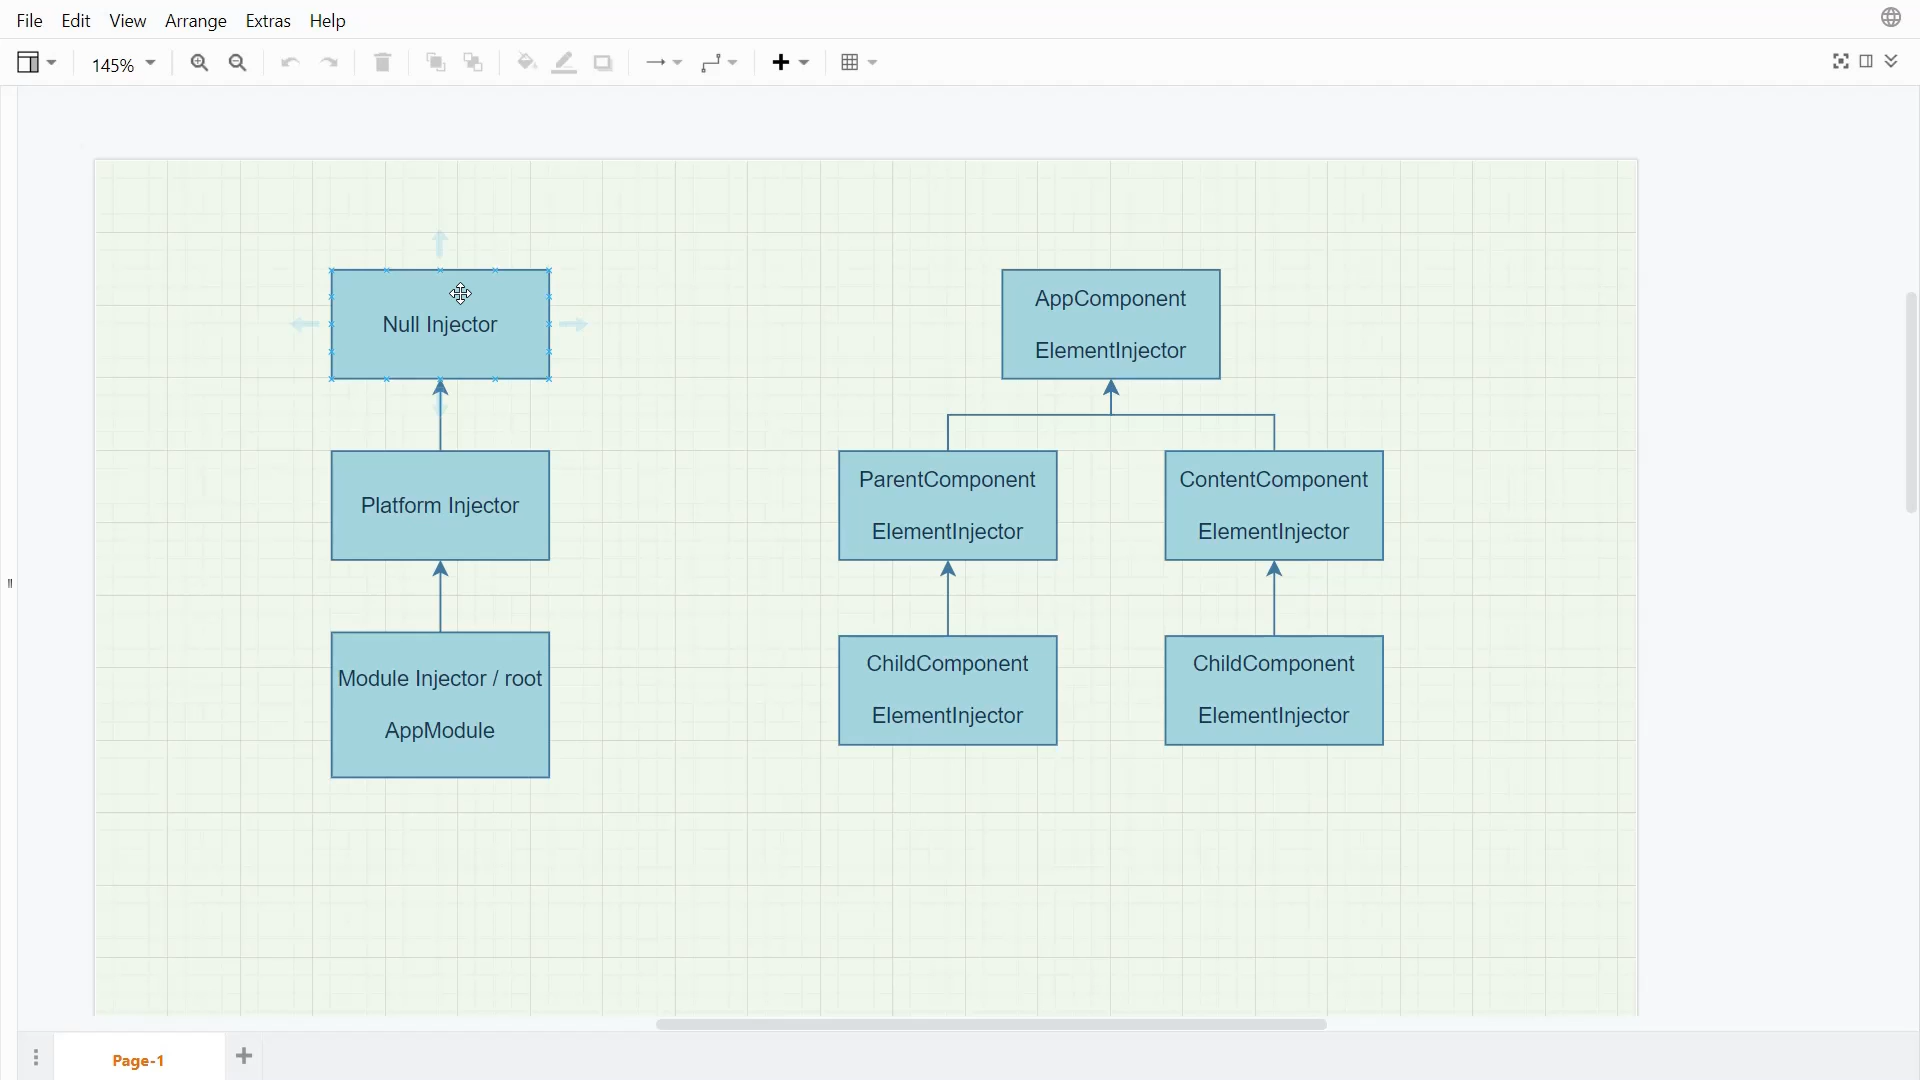 File Edit View Arrange Extras Help
145%
Null Injector
AppComponent
ElementInjector
Platform Injector
ParentComponent
ElementInjector
ContentComponent
ElementInjector
Module Injector / root
AppModule
ChildComponent
ElementInjector
ChildComponent
ElementInjector
Page-1